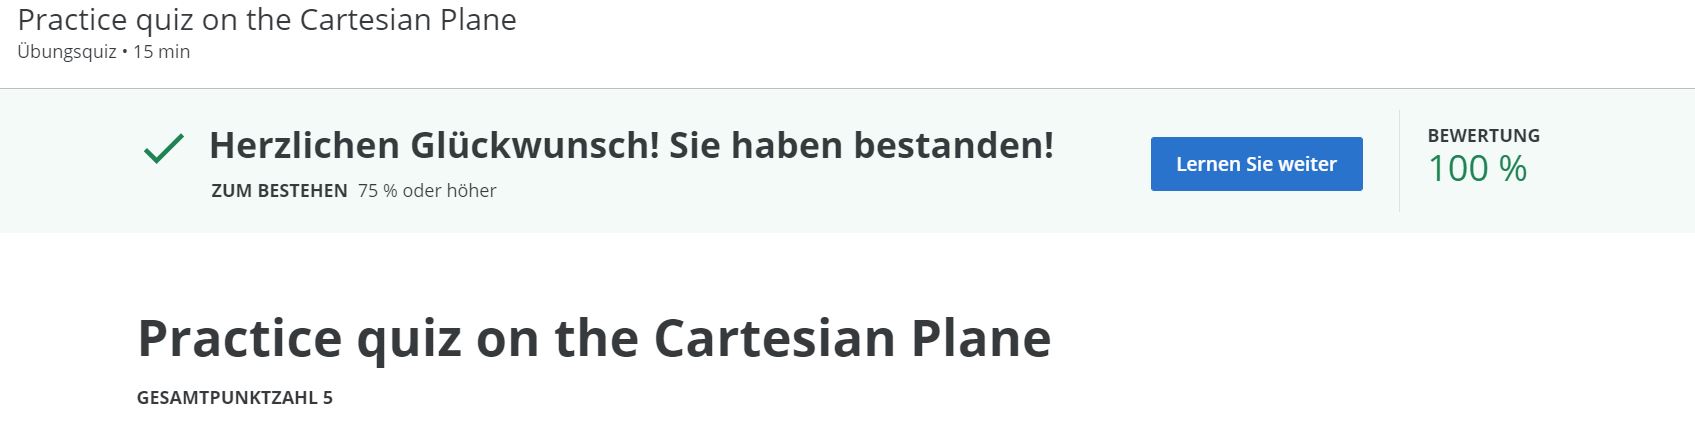 Practice quiz on the Cartesian Plane
Übungsquiz • 15 min
Herzlichen Glückwunsch! Sie haben bestanden!
ZUM BESTEHEN 75 % oder höher
Lernen Sie weiter
BEWERTUNG
100 %
Practice quiz on the Cartesian Plane
GESAMTPUNKTZAHL 5